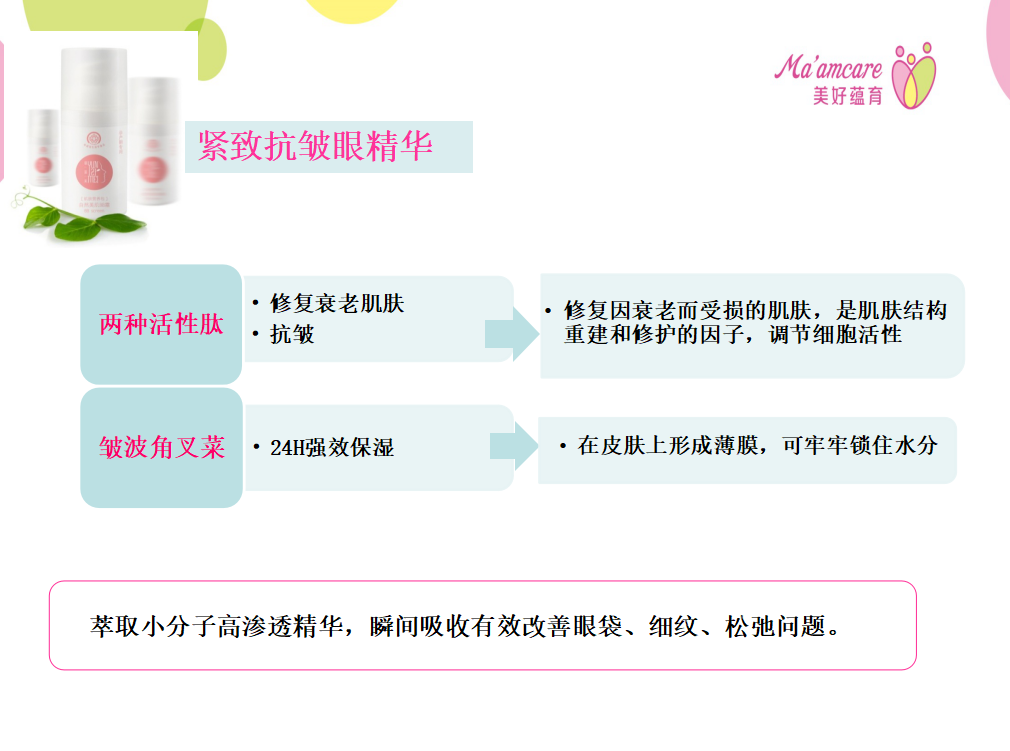 Ma'amcare
美好蕴育
紧致抗皱眼精华
两种活性肽
• 修复衰老肌肤
• 抗皱
• 修复因衰老而受损的肌肤，是肌肤结构
重建和修护的因子，调节细胞活性
皱波角叉菜
• 24H强效保湿
• 在皮肤上形成薄膜，可牢牢锁住水分
萃取小分子高渗透精华，瞬间吸收有效改善眼袋、细纹、松弛问题。